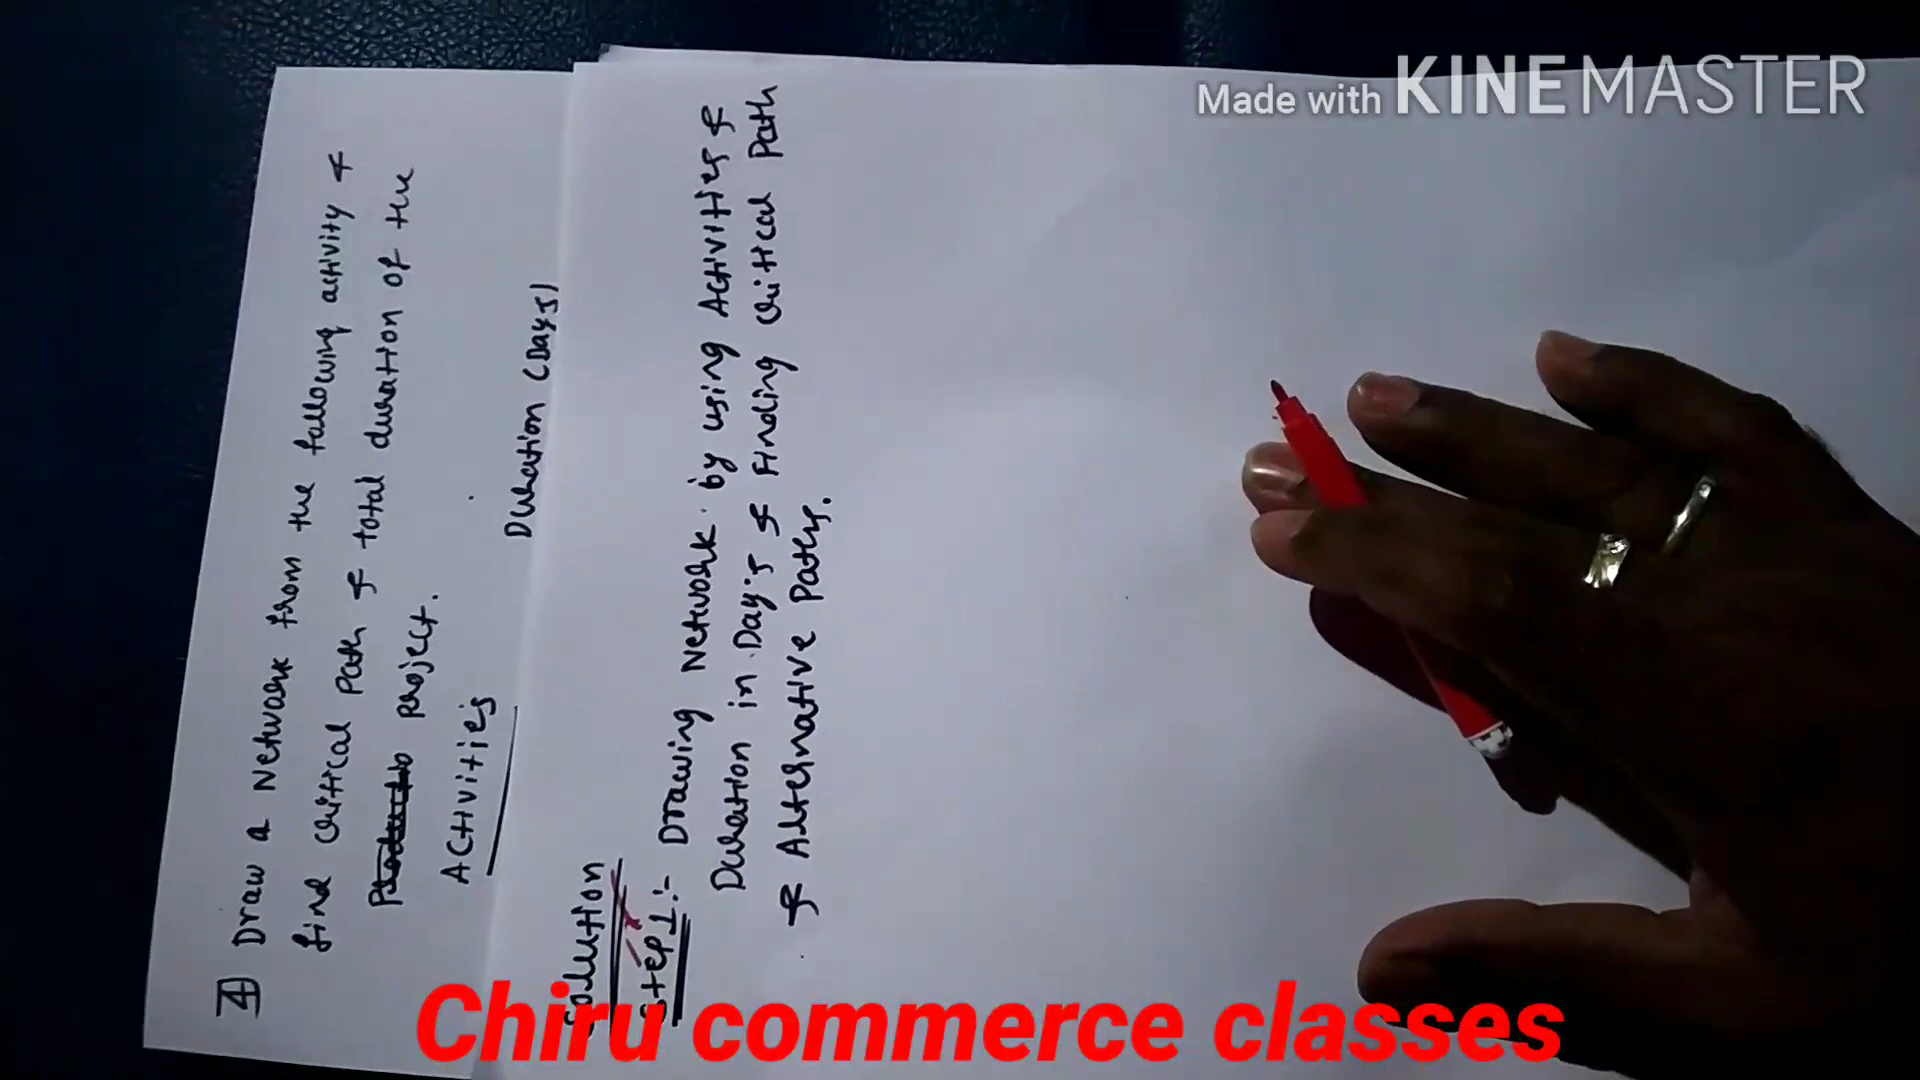 4 Draw a Network from the following activity &
find Critical Path & total duration of the
project.
Activities
Duration (Days)
Solution
Step 1:- Drawing Network by using Activities &
Duration in Day's & Finding Critical Path
& Alternative Paths.
Made with KINEMASTER
Chiru commerce classes